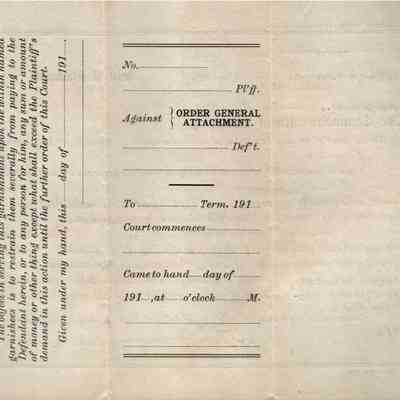 The object in serving this garnishment upon the within named
garnishees is to restrain them severally from paying to the
Defendant herein, or to any person for him, any sum or amount
of money or other thing except what shall exceed the Plaintiff's
demand in this action until the further order of this Court.
Given under my hand, this day of 191
No.
Pl'ff.
Against { ORDER GENERAL
ATTACHMENT.
Def't.
To Term, 191
Court commences
Came to hand day of
191 , at o'clock M.